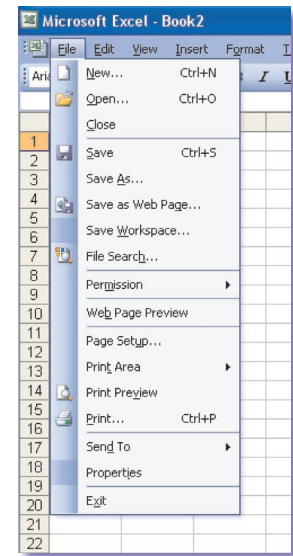 Microsoft Excel - Book2
File Edit View Insert Format T
Aria I U
New... Ctrl+N
Open... Ctrl+O
Close
Save Ctrl+S
Save As...
Save as Web Page...
Save Workspace...
File Search...
Permission
Web Page Preview
Page Setup...
Print Area
Print Preview
Print... Ctrl+P
Send To
Properties
Exit
1
2
3
4
5
6
7
8
9
10
11
12
13
14
15
16
17
18
19
20
21
22